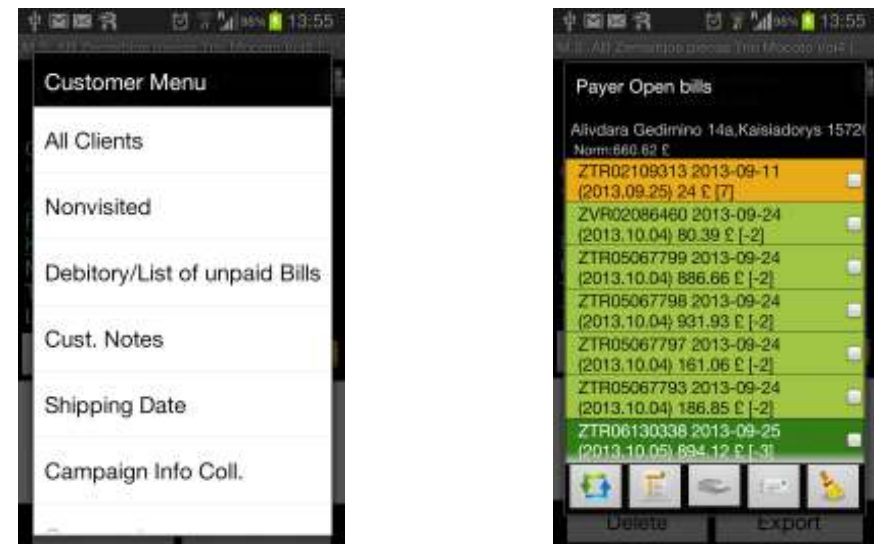 98% 13:55
Customer Menu
All Clients
Nonvisited
Debitory/List of unpaid Bills
Cust. Notes
Shipping Date
Campaign Info Coll.
98% 13:55
Payer Open bills
Alivdara Gedimino 14a,Kaisiadorys 1572
Norm:660.62 £
ZTR02109313 2013-09-11
(2013.09.25) 24 £ [7]
ZVR02086460 2013-09-24
(2013.10.04) 80.39 £ [-2]
ZTR05067799 2013-09-24
(2013.10.04) 886.66 £ [-2]
ZTR05067798 2013-09-24
(2013.10.04) 931.93 £ [-2]
ZTR05067797 2013-09-24
(2013.10.04) 161.06 £ [-2]
ZTR05067793 2013-09-24
(2013.10.04) 186.85 £ [-2]
ZTR06130338 2013-09-25
(2013.10.05) 894.12 £ [-3]
Delete Export